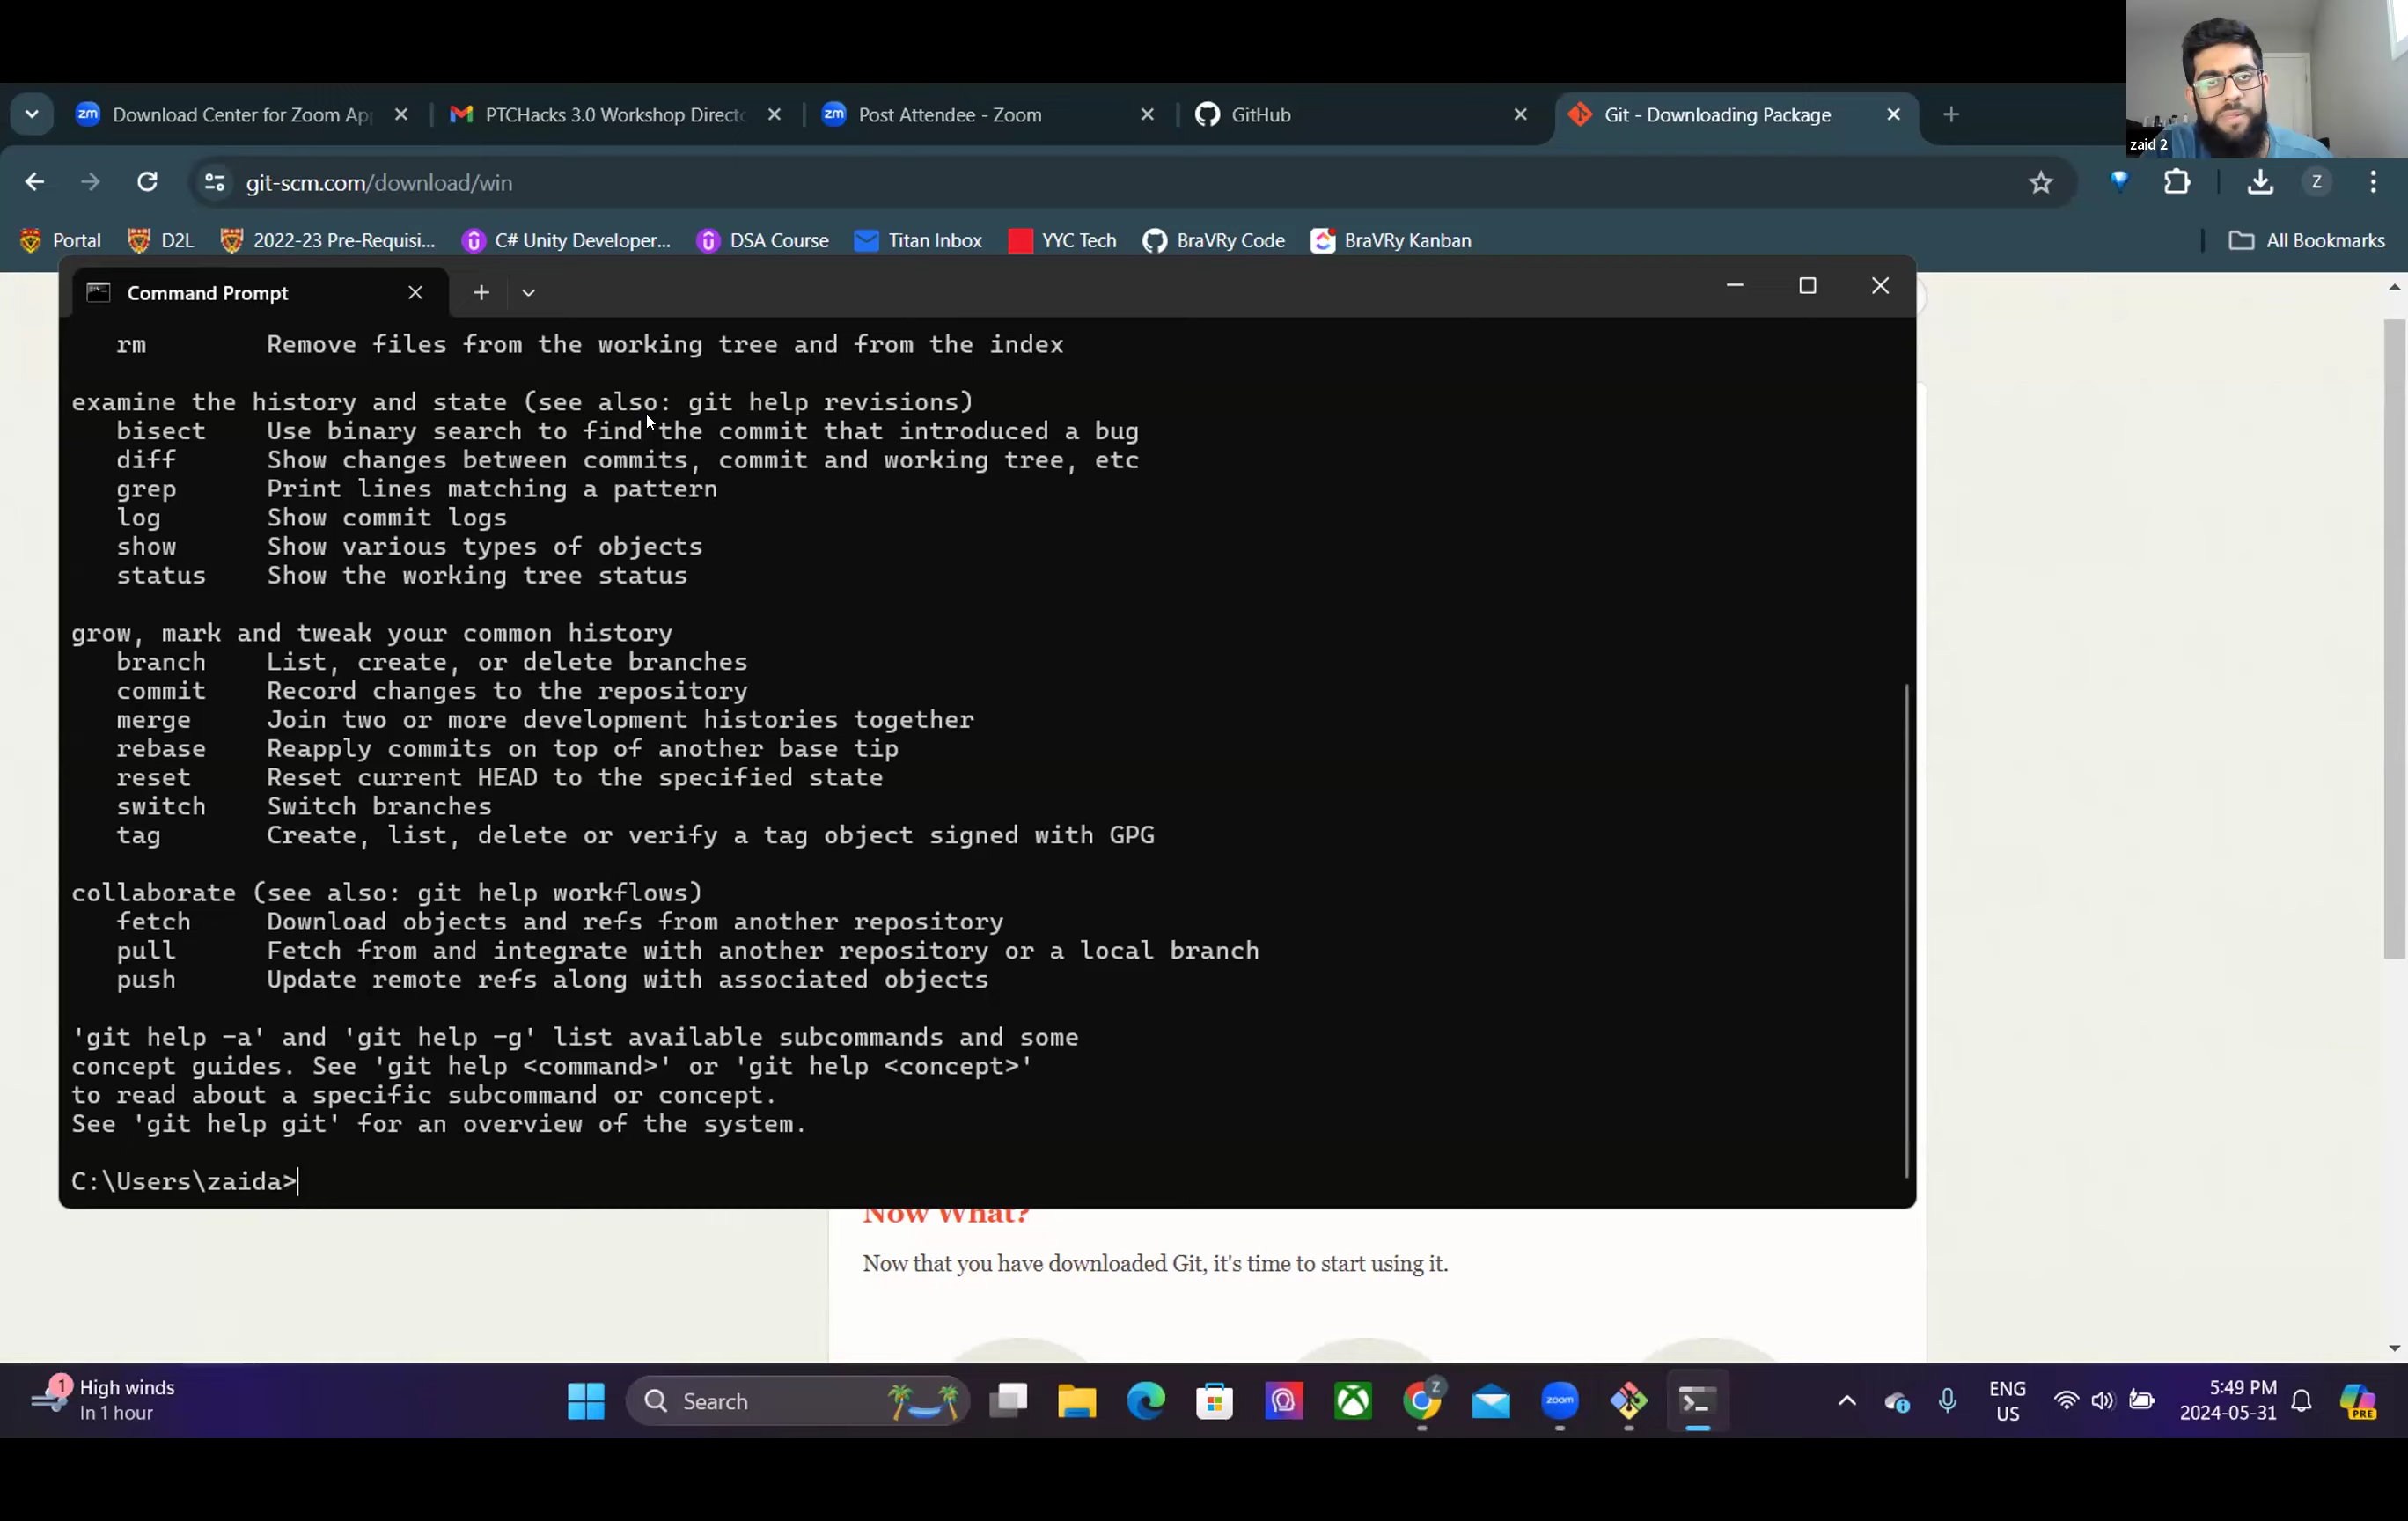 Download Center for Zoom Ap
PTCHacks 3.0 Workshop Direct
Post Attendee - Zoom
GitHub
Git - Downloading Package
zaid 2
git-scm.com/download/win
Z
Portal
D2L
2022-23 Pre-Requisi...
C# Unity Developer...
DSA Course
Titan Inbox
YYC Tech
BraVRy Code
BraVRy Kanban
All Bookmarks
Command Prompt
rm Remove files from the working tree and from the index
examine the history and state (see also: git help revisions)
bisect Use binary search to find the commit that introduced a bug
diff Show changes between commits, commit and working tree, etc
grep Print lines matching a pattern
log Show commit logs
show Show various types of objects
status Show the working tree status
grow, mark and tweak your common history
branch List, create, or delete branches
commit Record changes to the repository
merge Join two or more development histories together
rebase Reapply commits on top of another base tip
reset Reset current HEAD to the specified state
switch Switch branches
tag Create, list, delete or verify a tag object signed with GPG
collaborate (see also: git help workflows)
fetch Download objects and refs from another repository
pull Fetch from and integrate with another repository or a local branch
push Update remote refs along with associated objects
'git help -a' and 'git help -g' list available subcommands and some
concept guides. See 'git help <command>' or 'git help <concept>'
to read about a specific subcommand or concept.
See 'git help git' for an overview of the system.
C:\Users\zaida>
Now What?
Now that you have downloaded Git, it's time to start using it.
1
High winds
In 1 hour
Search
Z
zoom
ENG
US
5:49 PM
2024-05-31
PRE